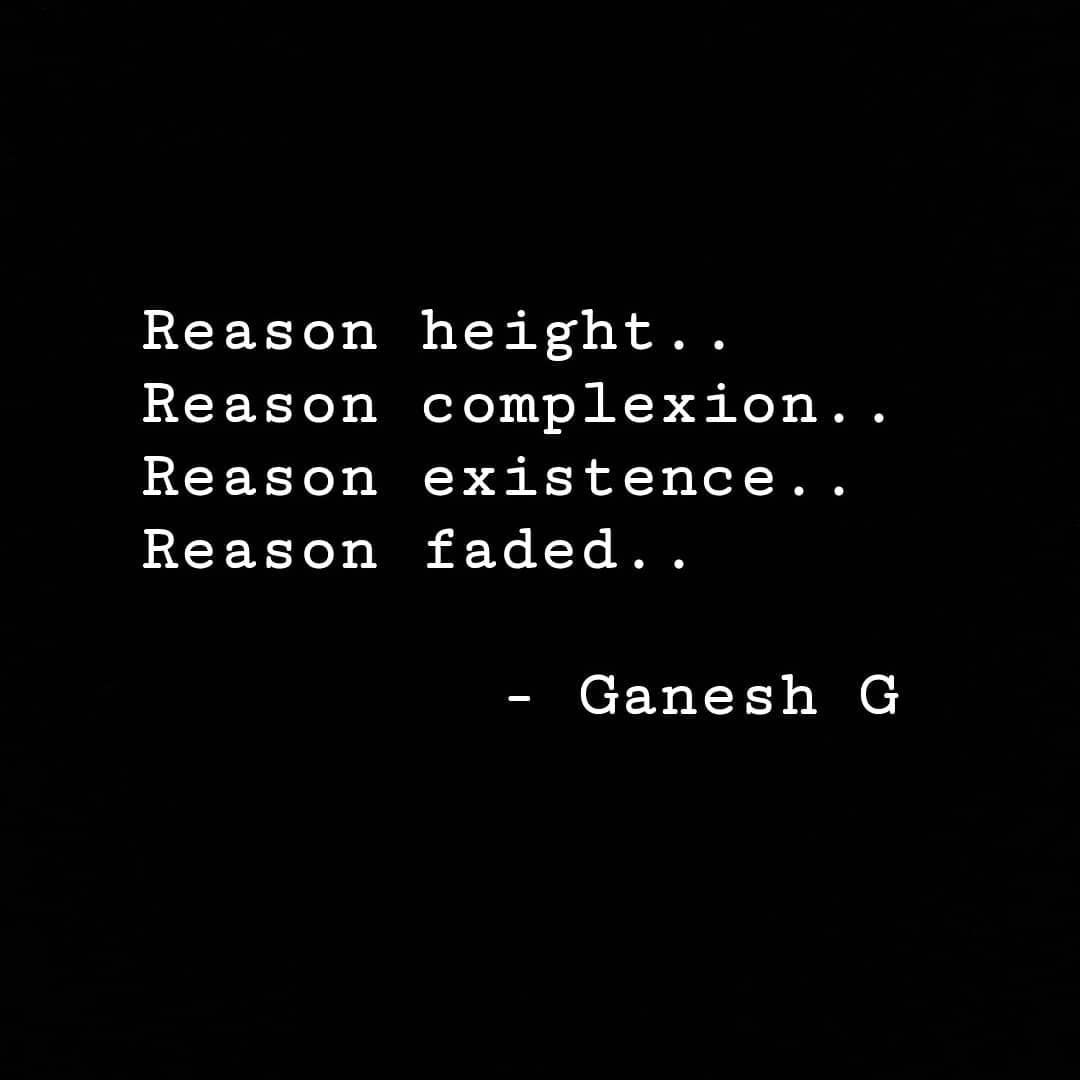 Reason height..
Reason complexion..
Reason existence..
Reason faded..
- Ganesh G